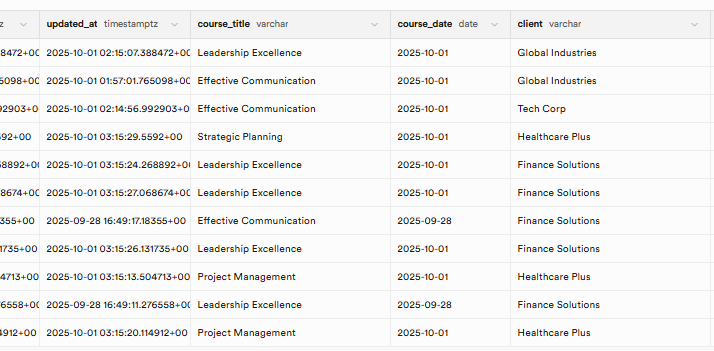 z updated_at timestamptz course_title varchar course_date date client varchar
8472+00 2025-10-01 02:15:07.388472+00 Leadership Excellence 2025-10-01 Global Industries
5098+00 2025-10-01 01:57:01.765098+00 Effective Communication 2025-10-01 Global Industries
92903+0 2025-10-01 02:14:56.992903+0 Effective Communication 2025-10-01 Tech Corp
592+00 2025-10-01 03:15:29.5592+00 Strategic Planning 2025-10-01 Healthcare Plus
68892+00 2025-10-01 03:15:24.268892+00 Leadership Excellence 2025-10-01 Finance Solutions
8674+00 2025-10-01 03:15:27.068674+00 Leadership Excellence 2025-10-01 Finance Solutions
355+00 2025-09-28 16:49:17.18355+00 Effective Communication 2025-09-28 Finance Solutions
1735+00 2025-10-01 03:15:26.131735+00 Leadership Excellence 2025-10-01 Finance Solutions
4713+00 2025-10-01 03:15:13.504713+00 Project Management 2025-10-01 Healthcare Plus
76558+00 2025-09-28 16:49:11.276558+00 Leadership Excellence 2025-09-28 Finance Solutions
4912+00 2025-10-01 03:15:20.114912+00 Project Management 2025-10-01 Healthcare Plus